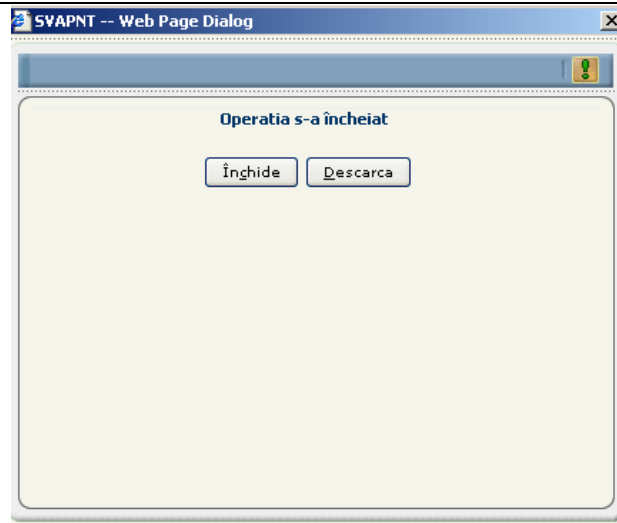 SVAPNT -- Web Page Dialog
Operatia s-a încheiat
Închide Descarca